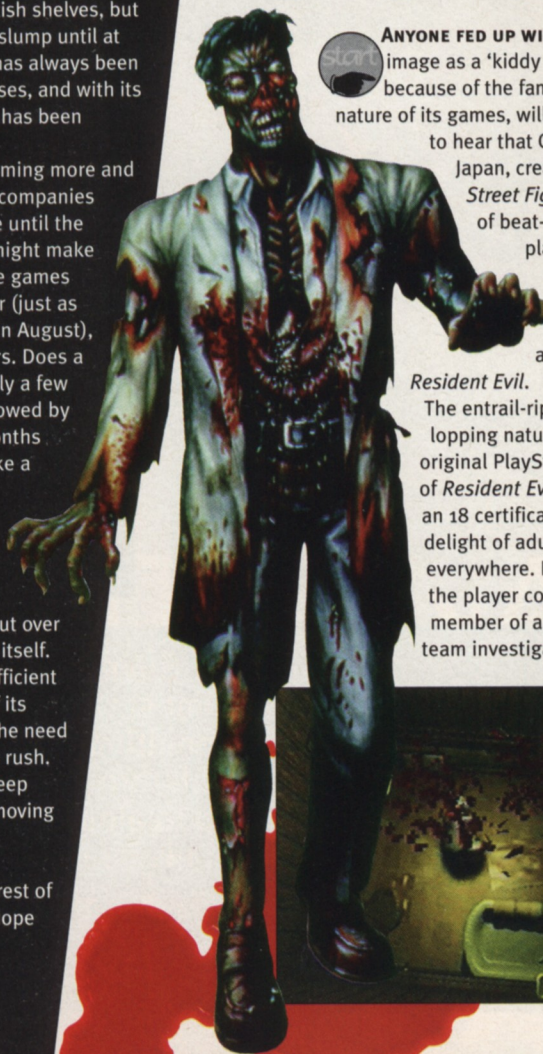 ish shelves, but
slump until at
has always been
ses, and with its
has been
ming more and
companies
e until the
night make
e games
r (just as
n August),
rs. Does a
ly a few
owed by
nths
ke a
ut over
itself.
fficient
its
he need
rush.
eep
noving
rest of
ope
start
ANYONE FED UP WI
image as a 'kiddy
because of the fan
nature of its games, will
to hear that C
Japan, cre
Street Fig
of beat-
pla
a
Resident Evil.
The entrail-rip
lopping natu
original PlayS
of Resident Ev
an 18 certifica
delight of adu
everywhere. I
the player co
member of a
team investig